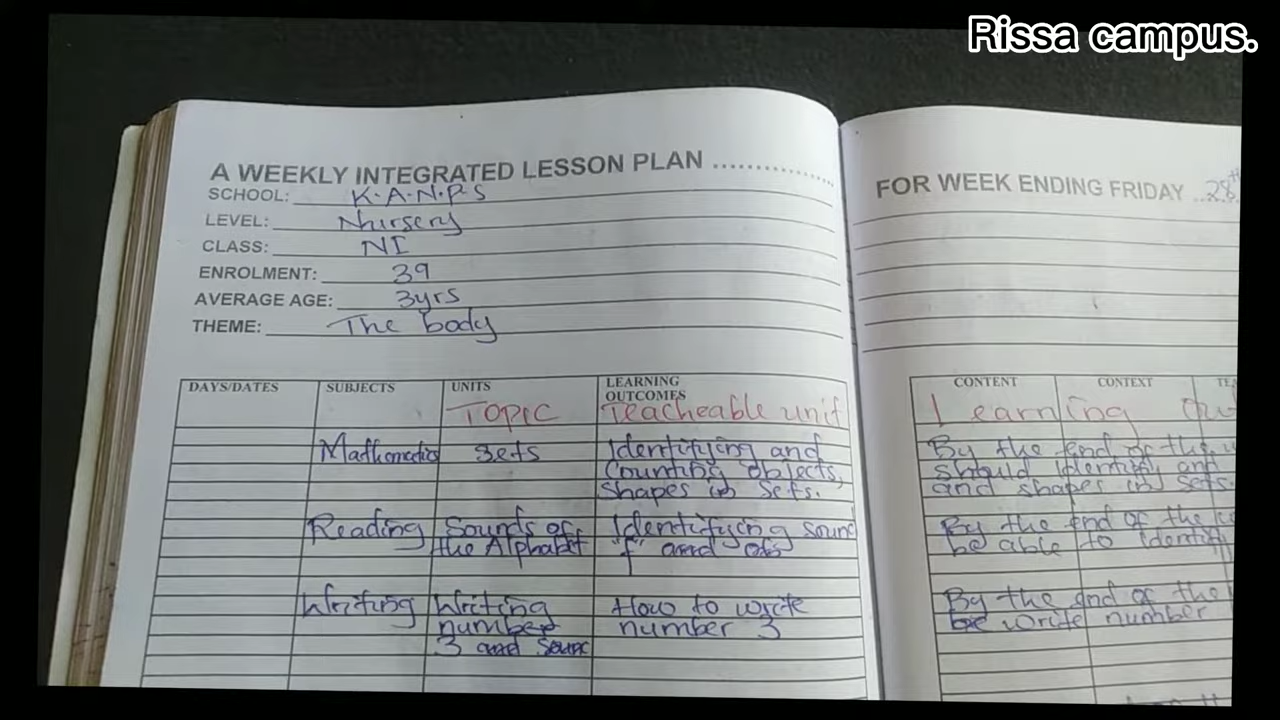 Rissa campus.
A WEEKLY INTEGRATED LESSON PLAN ....................
SCHOOL: K.A.N.P.S
LEVEL: Nursery
CLASS: NI
ENROLMENT: 39
AVERAGE AGE: 3yrs
THEME: The body
DAYS/DATES SUBJECTS UNITS LEARNING OUTCOMES
TOPIC Teacheable unit
Mathematics Sets Identifying and
Counting objects,
Shapes in Sets.
Reading Sounds of Identifying sound
the Alphabet "f" and
Writing Writing How to write
number number 3
3 and
FOR WEEK ENDING FRIDAY ...28th
CONTENT CONTEXT
Learning
By the end of the
should identify and
and shapes in sets.
By the end of the
be able to identify
By the end of the
be write number